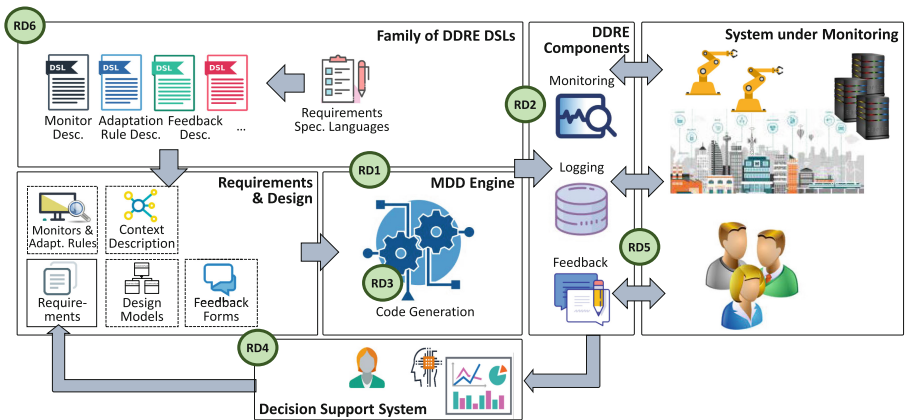 RD6
Family of DDRE DSLs
DSL
DSL
DSL
DSL
Monitor
Desc.
Adaptation
Rule Desc.
Feedback
Desc.
...
Requirements
Spec. Languages
DDRE
Components
RD2
Monitoring
Logging
Feedback
System under Monitoring
RD5
Requirements
& Design
Monitors &
Adapt. Rules
Context
Description
Require-
ments
Design
Models
Feedback
Forms
RD1
MDD Engine
RD3
Code Generation
RD4
Decision Support System